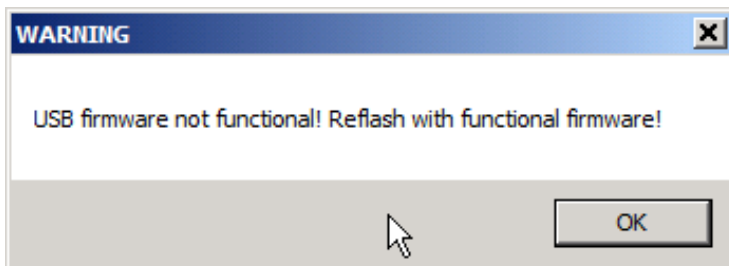 WARNING
USB firmware not functional! Reflash with functional firmware!
OK